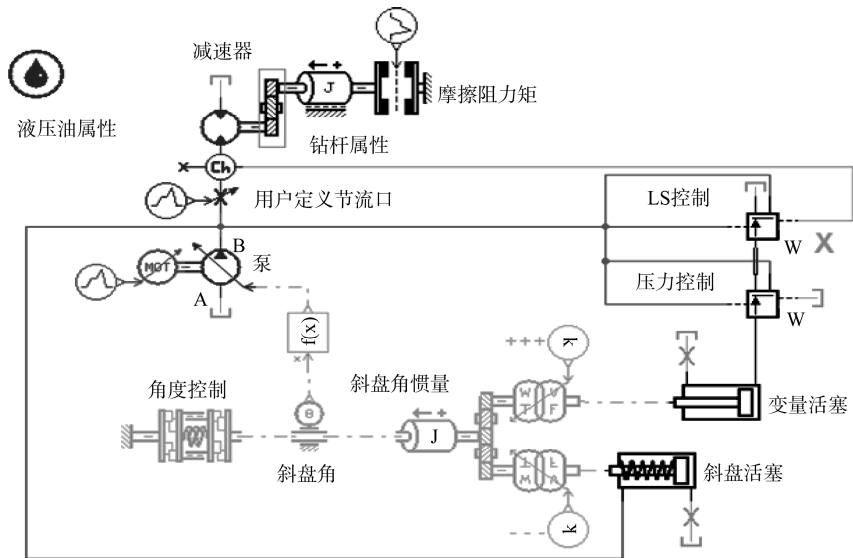 减速器
J
摩擦阻力矩
液压油属性
钻杆属性
Ch
用户定义节流口
LS控制
W
B
MOT
泵
A
压力控制
W
f(x)
x
k
角度控制
斜盘角惯量
W
T
V
F
变量活塞
θ
J
斜盘角
L
M
L
A
斜盘活塞
k